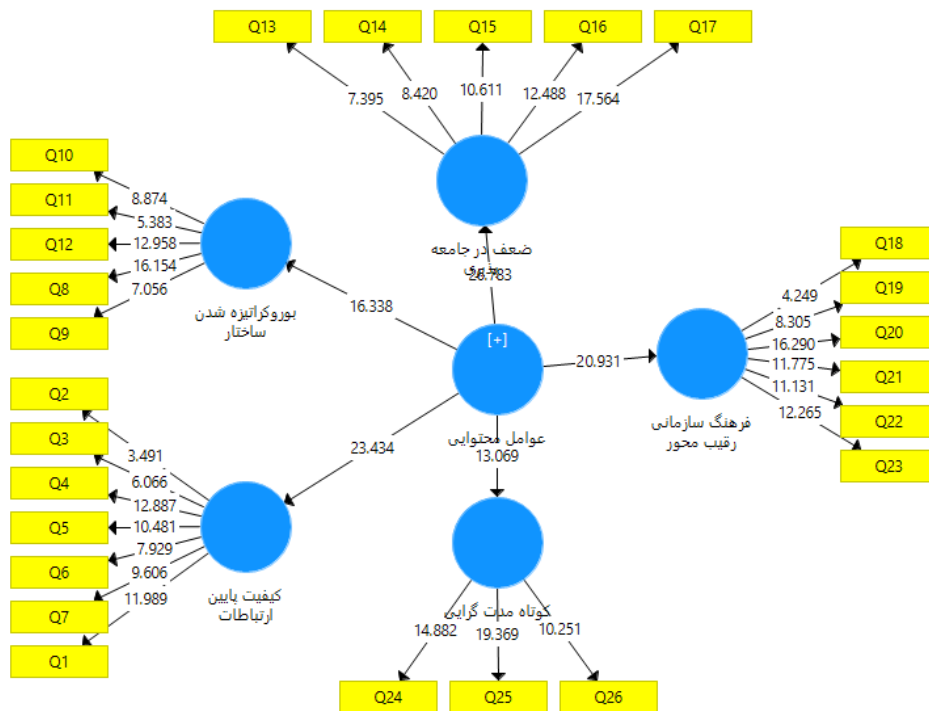 Q13
Q14
Q15
Q16
Q17
7.395
8.420
10.611
12.488
17.564
ضعف در جامعه
پذیری
26.783
Q10
Q11
Q12
Q8
Q9
8.874
5.383
12.958
16.154
7.056
بوروکراتیزه شدن
ساختار
16.338
Q18
Q19
Q20
Q21
Q22
Q23
4.249
8.305
16.290
11.775
11.131
12.265
فرهنگ سازمانی
رقیب محور
20.931
[+]
عوامل محتوایی
13.069
23.434
Q2
Q3
Q4
Q5
Q6
Q7
Q1
3.491
6.066
12.887
10.481
7.929
9.606
11.989
کیفیت پایین
ارتباطات
کوتاه مدت گرایی
14.882
19.369
10.251
Q24
Q25
Q26